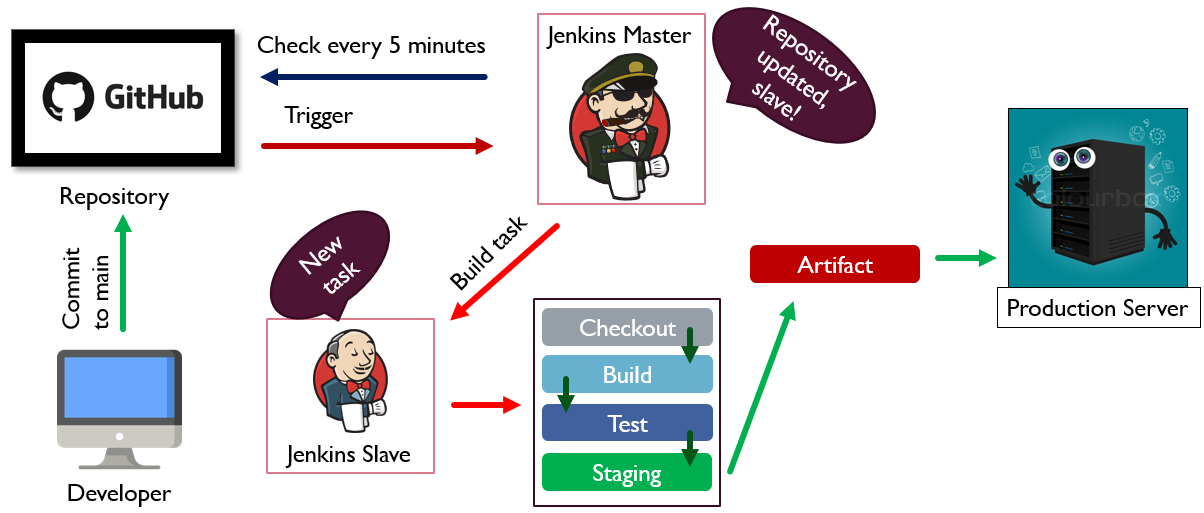 Check every 5 minutes
GitHub
Trigger
Repository
Jenkins Master
Repository
updated,
slave!
Commit
to main
Developer
New
task
Build task
Jenkins Slave
Checkout
Build
Test
Staging
Artifact
Production Server